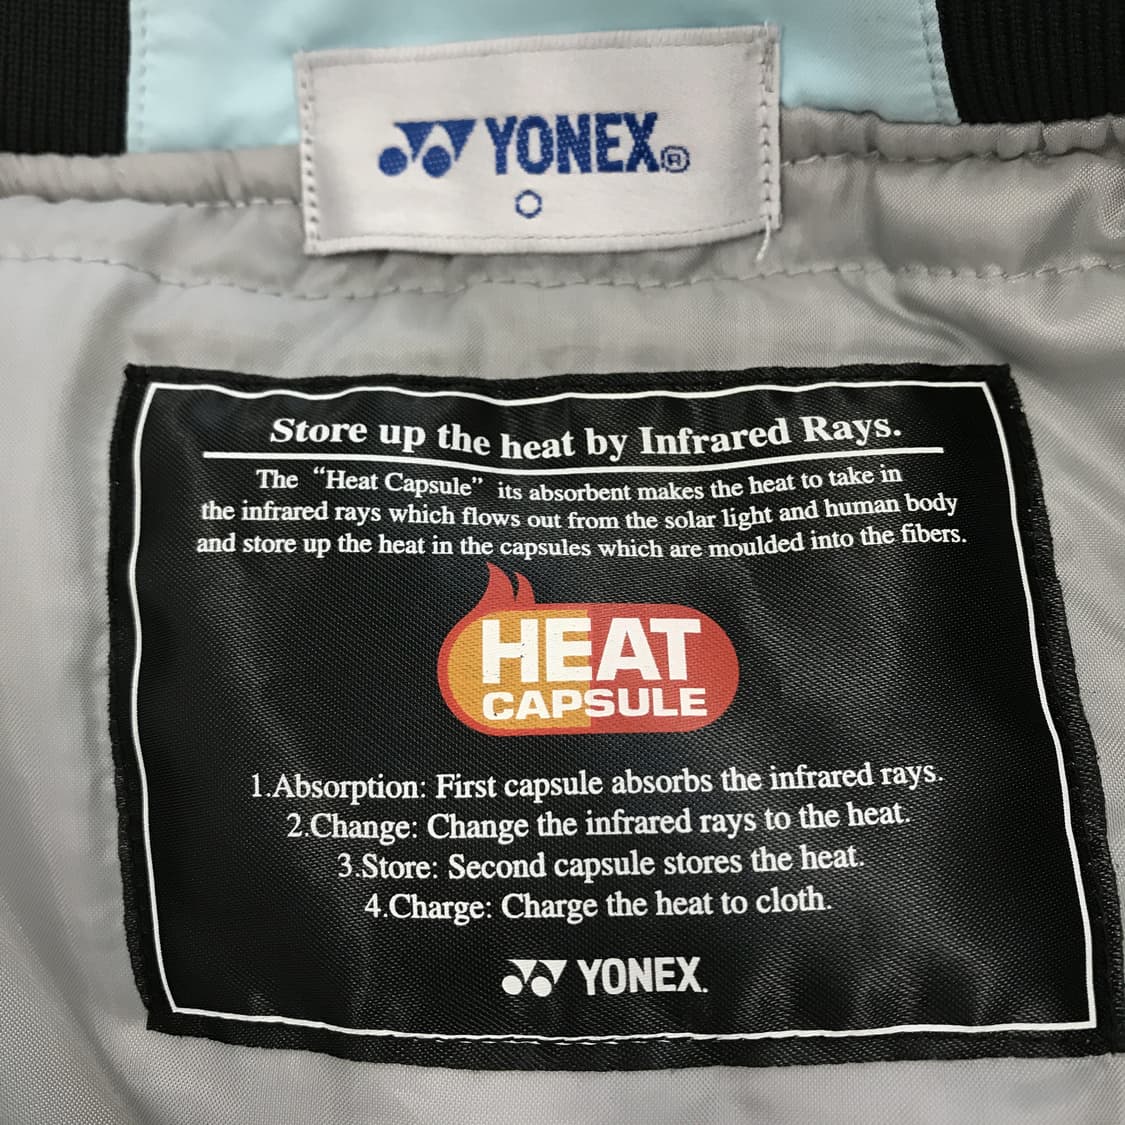 YONEX®
O
Store up the heat by Infrared Rays.
The “Heat Capsule” its absorbent makes the heat to take in
the infrared rays which flows out from the solar light and human body
and store up the heat in the capsules which are moulded into the fibers.
HEAT
CAPSULE
1.Absorption: First capsule absorbs the infrared rays.
2.Change: Change the infrared rays to the heat.
3.Store: Second capsule stores the heat.
4.Charge: Charge the heat to cloth.
YONEX.